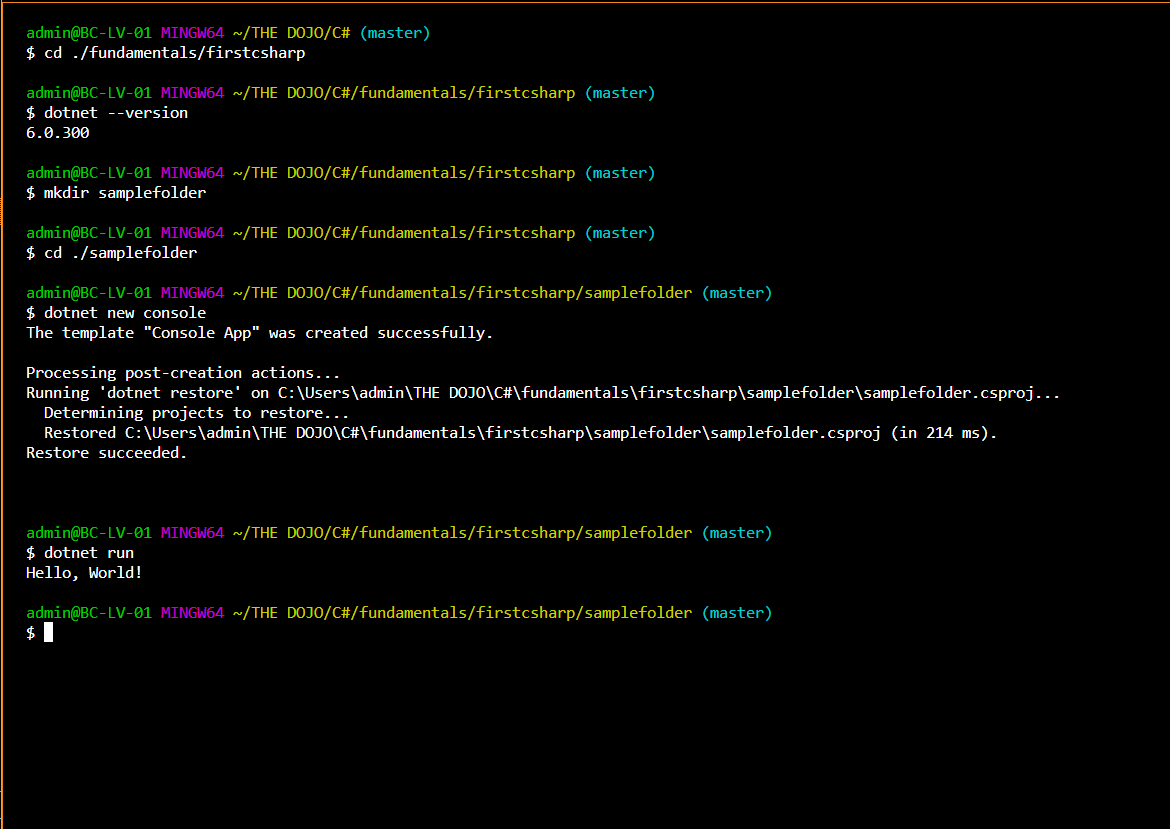 admin@BC-LV-01 MINGW64 ~/THE DOJO/C# (master)
$ cd ./fundamentals/firstcsharp
admin@BC-LV-01 MINGW64 ~/THE DOJO/C#/fundamentals/firstcsharp (master)
$ dotnet --version
6.0.300
admin@BC-LV-01 MINGW64 ~/THE DOJO/C#/fundamentals/firstcsharp (master)
$ mkdir samplefolder
admin@BC-LV-01 MINGW64 ~/THE DOJO/C#/fundamentals/firstcsharp (master)
$ cd ./samplefolder
admin@BC-LV-01 MINGW64 ~/THE DOJO/C#/fundamentals/firstcsharp/samplefolder (master)
$ dotnet new console
The template "Console App" was created successfully.
Processing post-creation actions...
Running 'dotnet restore' on C:\Users\admin\THE DOJO\C#\fundamentals\firstcsharp\samplefolder\samplefolder.csproj...
  Determining projects to restore...
  Restored C:\Users\admin\THE DOJO\C#\fundamentals\firstcsharp\samplefolder\samplefolder.csproj (in 214 ms).
Restore succeeded.
admin@BC-LV-01 MINGW64 ~/THE DOJO/C#/fundamentals/firstcsharp/samplefolder (master)
$ dotnet run
Hello, World!
admin@BC-LV-01 MINGW64 ~/THE DOJO/C#/fundamentals/firstcsharp/samplefolder (master)
$